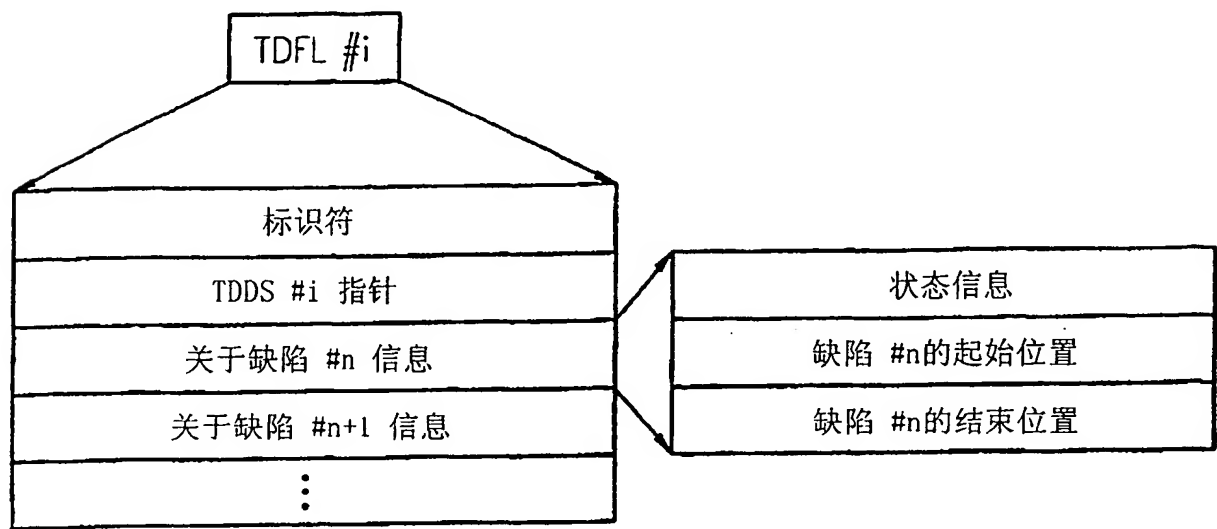 TDFL #i
标识符
TDDS #i 指针
关于缺陷 #n 信息
关于缺陷 #n+1 信息
⋮
状态信息
缺陷 #n的起始位置
缺陷 #n的结束位置